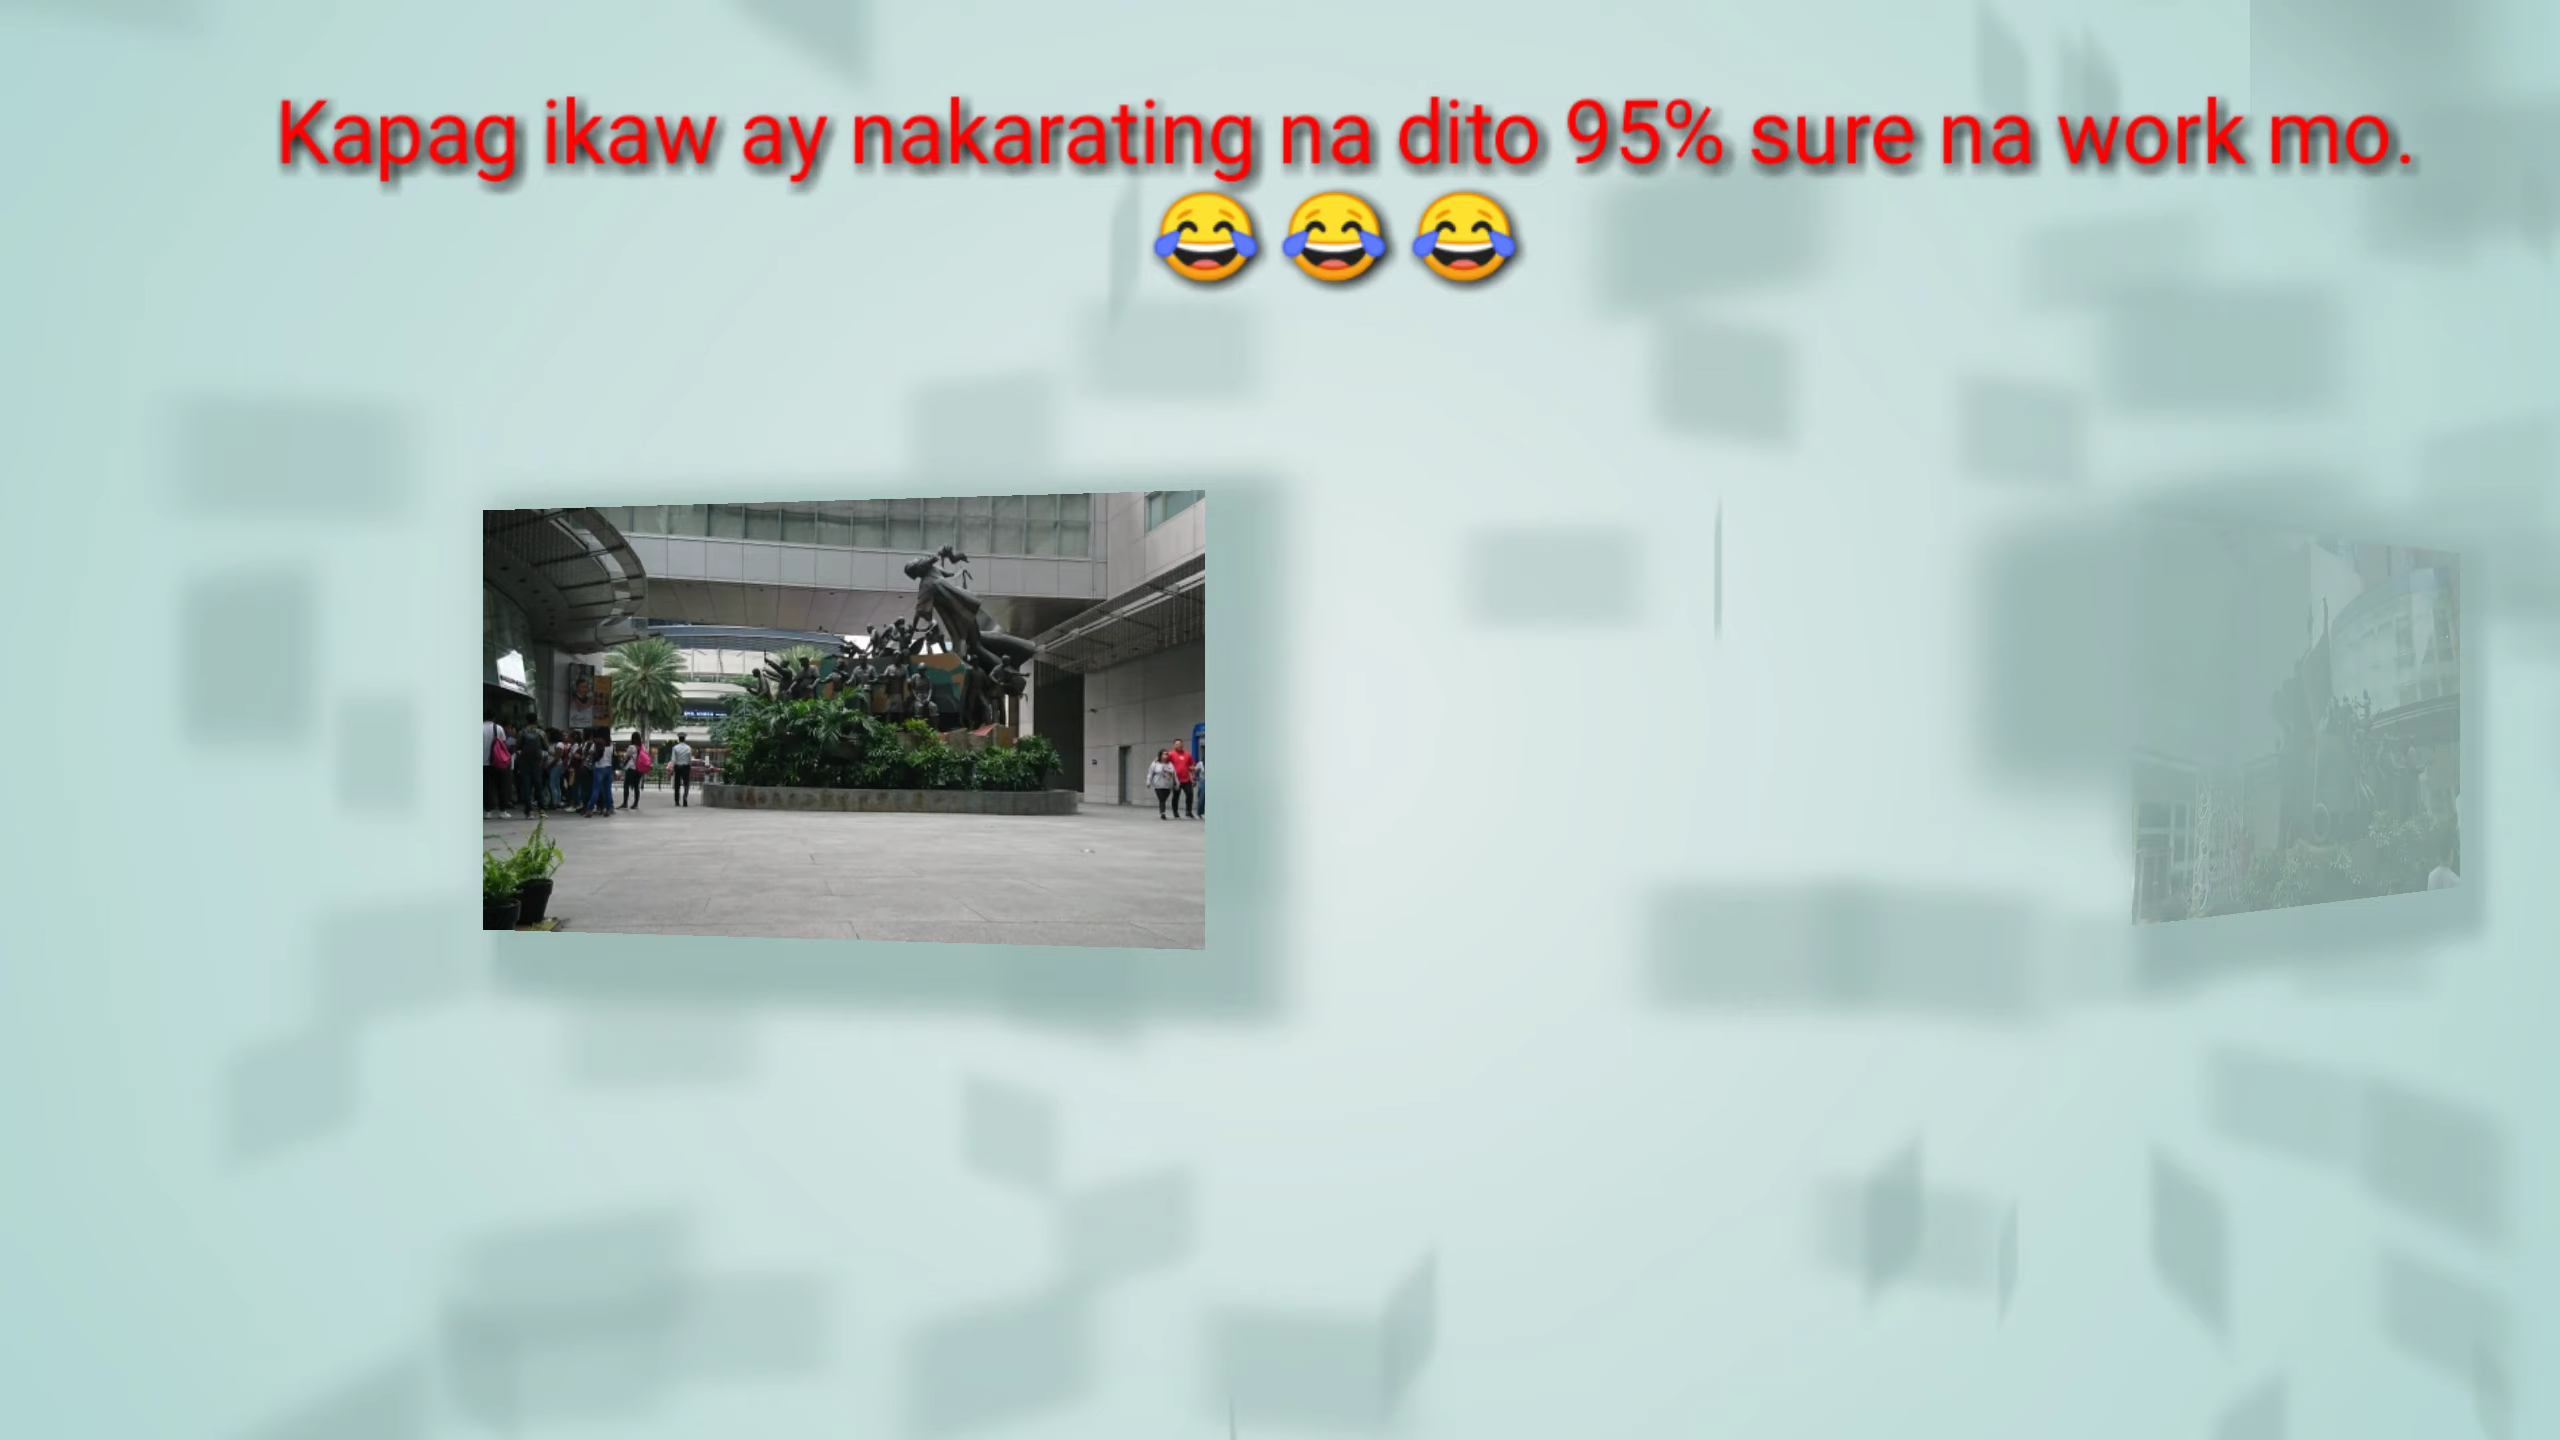 Kapag ikaw ay nakarating na dito 95% sure na work mo.
😂😂😂